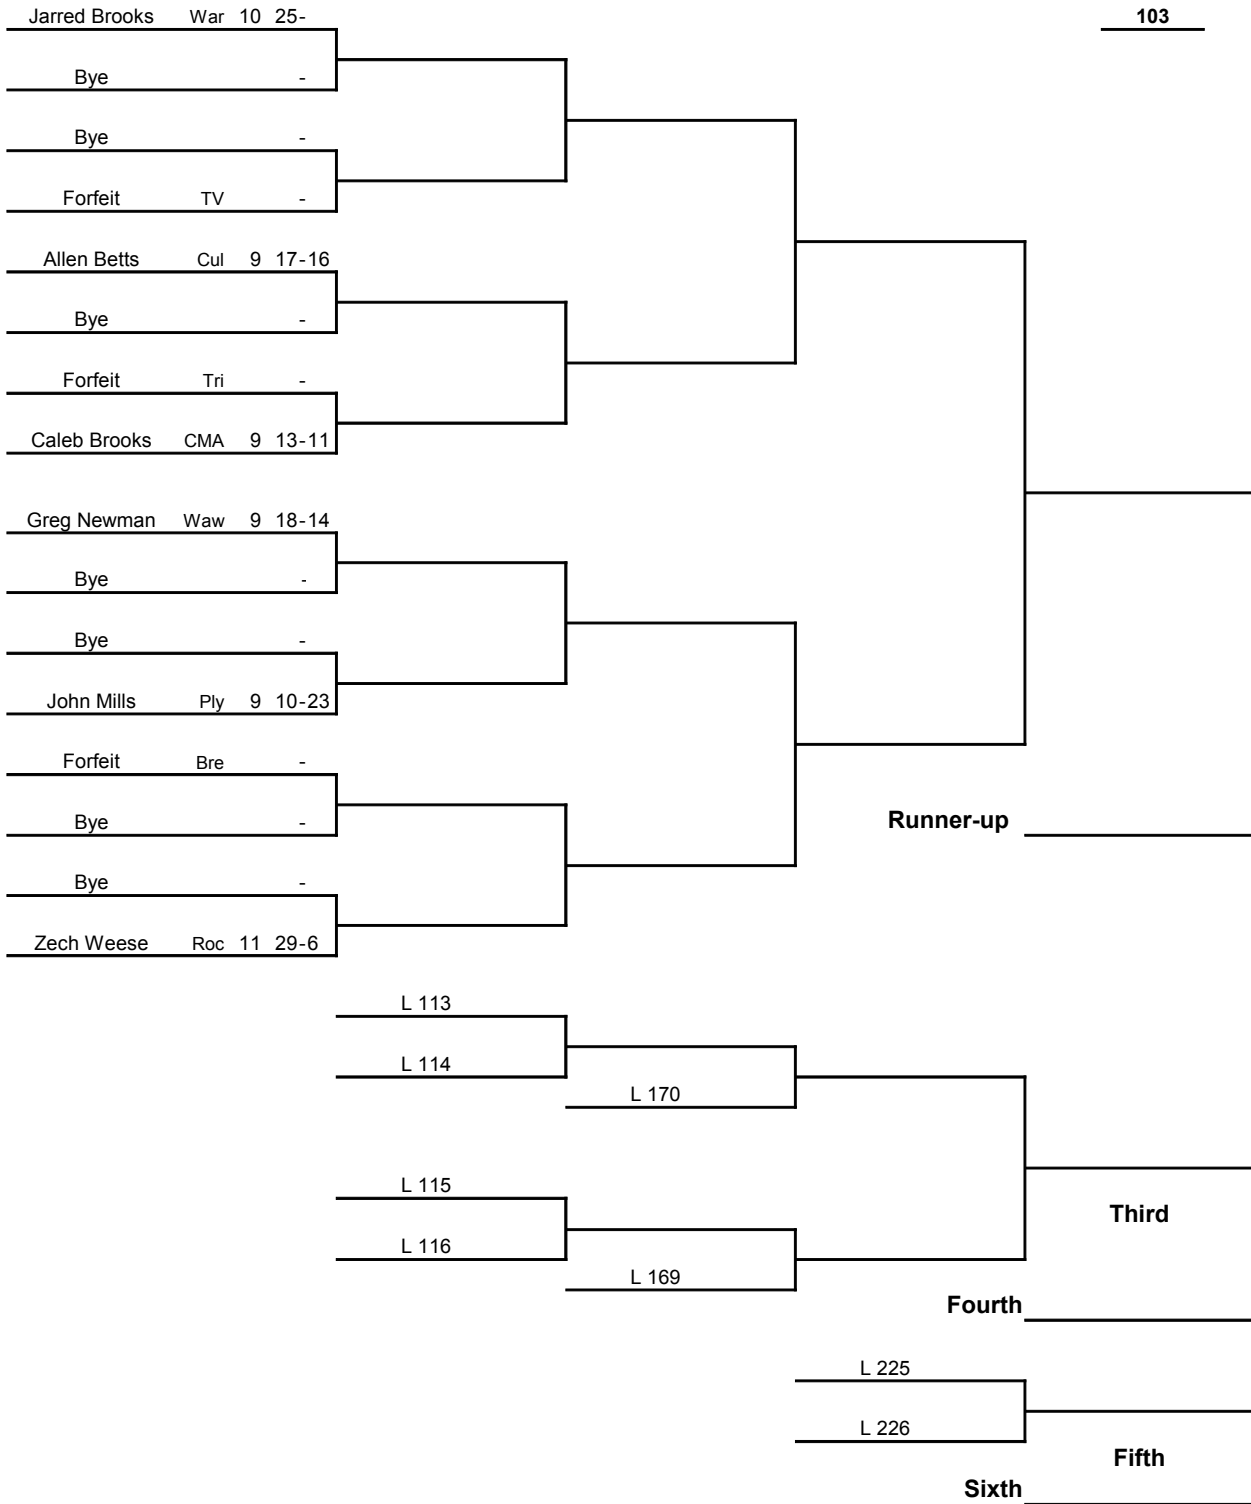 Jarred Brooks War 10 25- 103
Bye -
Bye -
Forfeit TV -
Allen Betts Cul 9 17-16
Bye -
Forfeit Tri -
Caleb Brooks CMA 9 13-11
Greg Newman Waw 9 18-14
Bye -
Bye -
John Mills Ply 9 10-23
Forfeit Bre -
Bye -
Runner-up
Bye -
Zech Weese Roc 11 29-6
L 113
L 114
L 170
L 115
Third
L 116
L 169
Fourth
L 225
L 226
Fifth
Sixth